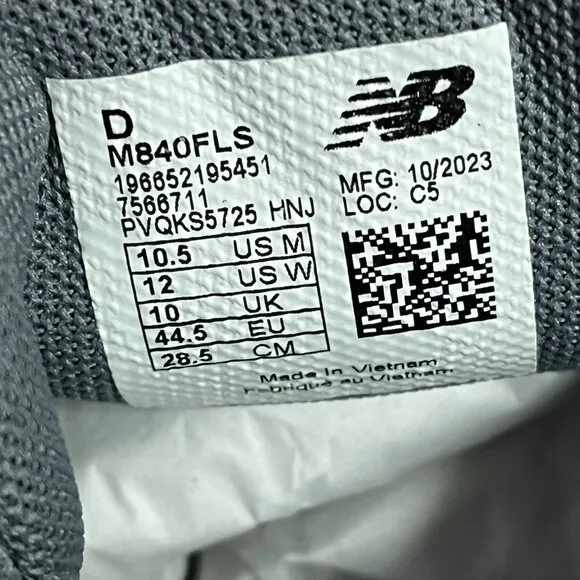 D
M840FLS
196652195451
7566711
PVQKS5725 HNJ
10.5 US M
12 US W
10 UK
44.5 EU
28.5 CM
NB
MFG: 10/2023
LOC: C5
Made in Vietnam
Fabriqué au Vietnam